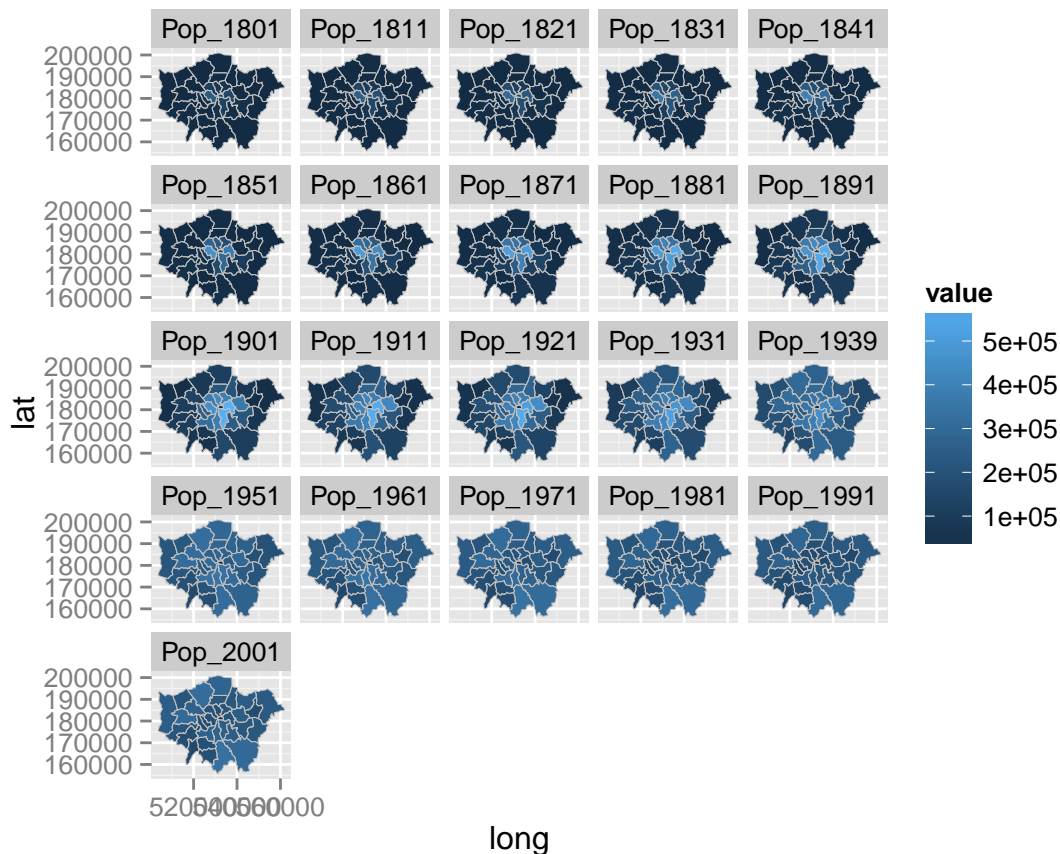 Pop_1801 Pop_1811 Pop_1821 Pop_1831 Pop_1841
200000
190000
180000
170000
160000
Pop_1851 Pop_1861 Pop_1871 Pop_1881 Pop_1891
200000
190000
180000
170000
160000
Pop_1901 Pop_1911 Pop_1921 Pop_1931 Pop_1939
200000
190000
180000
170000
160000
Pop_1951 Pop_1961 Pop_1971 Pop_1981 Pop_1991
200000
190000
180000
170000
160000
Pop_2001
200000
190000
180000
170000
160000
520000 540000 560000
long
lat
value
5e+05
4e+05
3e+05
2e+05
1e+05